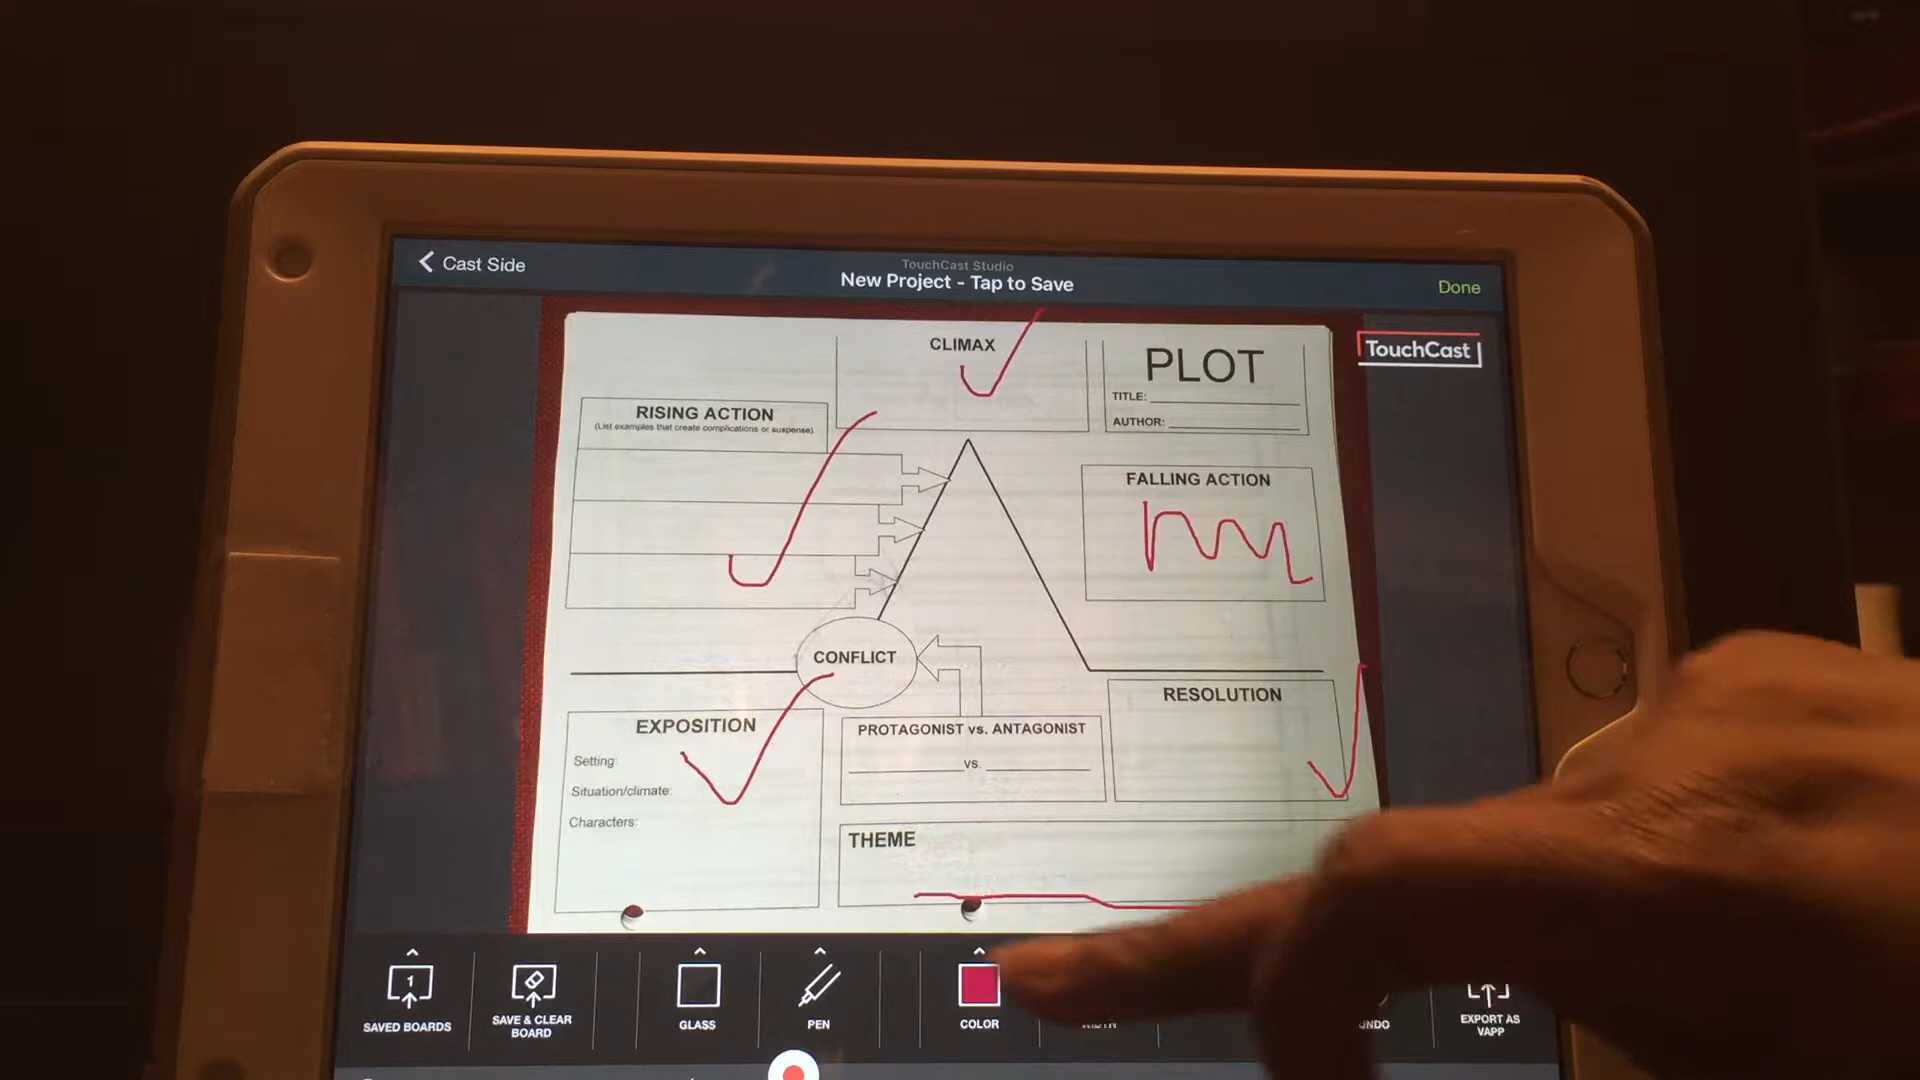 Cast Side
TouchCast Studio
New Project - Tap to Save
Done
TouchCast
CLIMAX
PLOT
TITLE:
AUTHOR:
RISING ACTION
(List examples that create complications or suspense)
FALLING ACTION
CONFLICT
RESOLUTION
EXPOSITION
Setting:
Situation/climate:
Characters:
PROTAGONIST vs. ANTAGONIST
vs.
THEME
1
SAVED BOARDS
SAVE & CLEAR
BOARD
GLASS
PEN
COLOR
EXPORT AS
VAPP